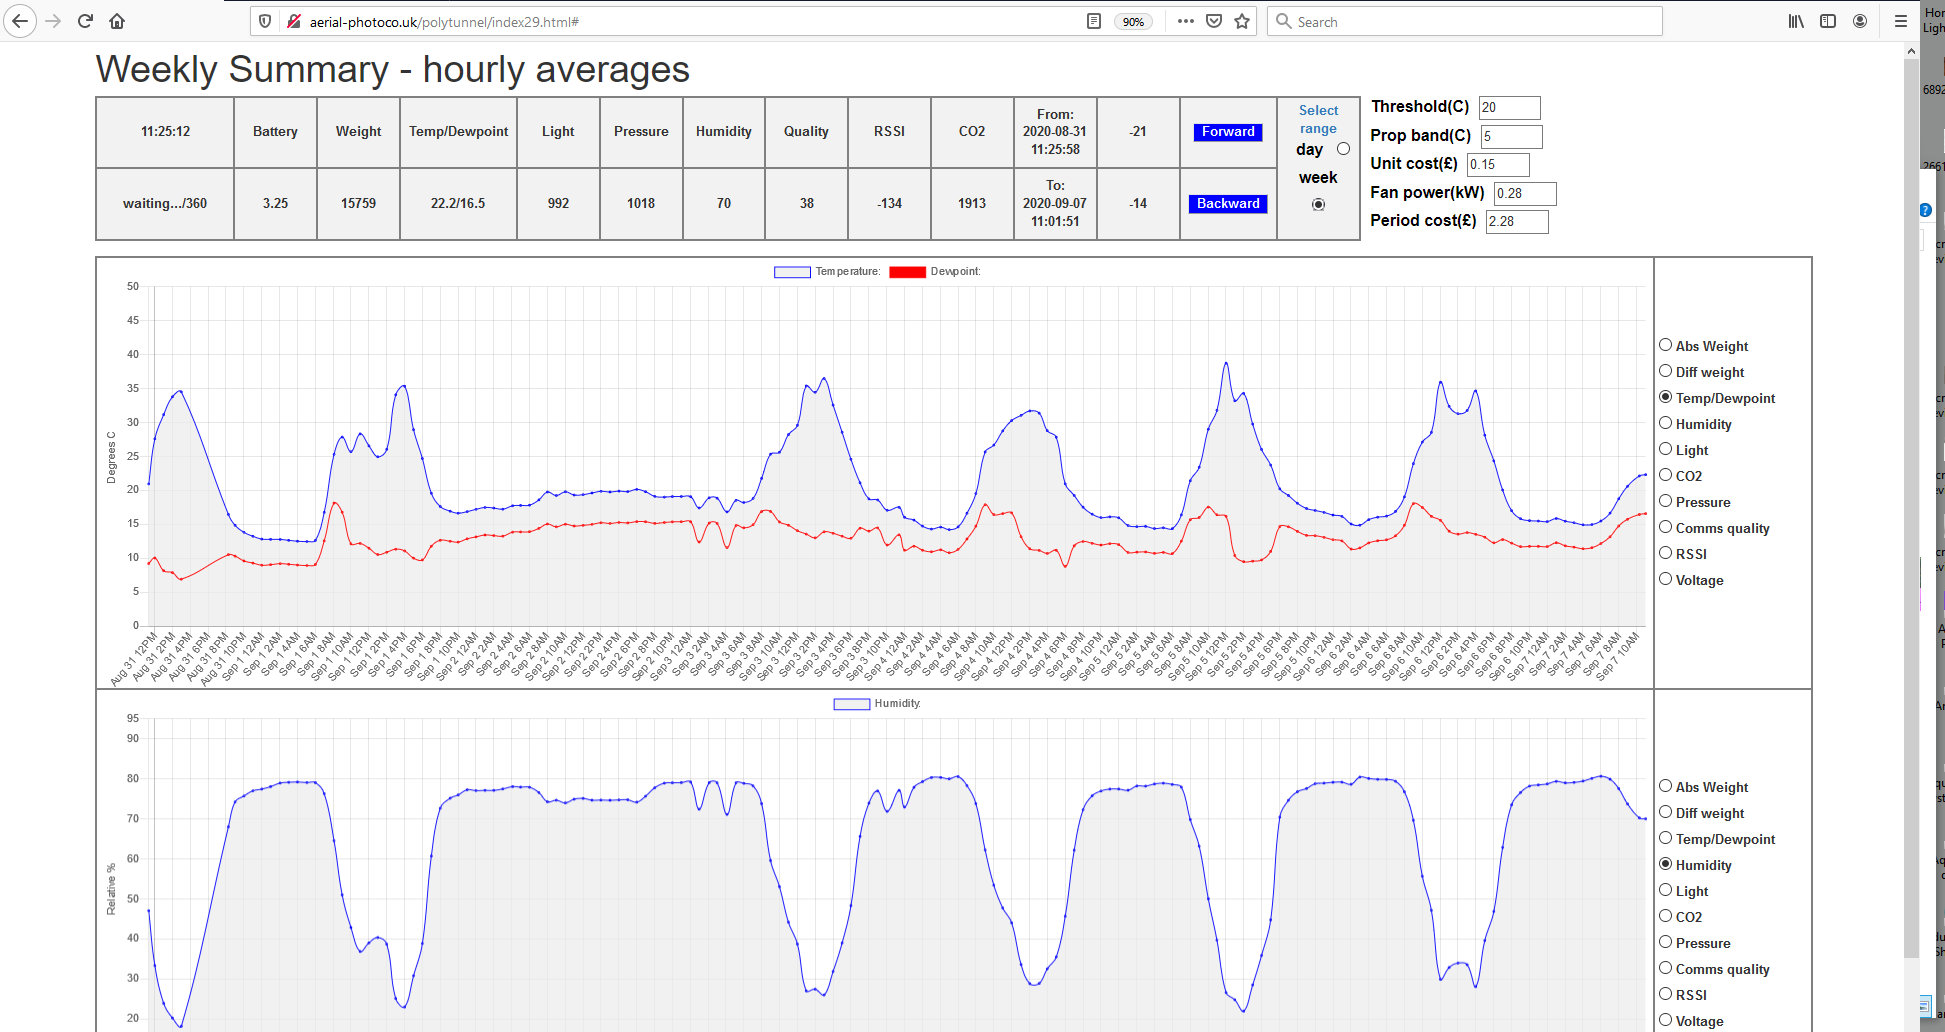 aerial-photoco.uk/polytunnel/index29.html#
90%
Search
Weekly Summary - hourly averages
11:25:12 Battery Weight Temp/Dewpoint Light Pressure Humidity Quality RSSI CO2 From: 2020-08-31 11:25:58 -21 Forward
waiting.../360 3.25 15759 22.2/16.5 992 1018 70 38 -134 1913 To: 2020-09-07 11:01:51 -14 Backward
Select range
day
week
Threshold(C) 20
Prop band(C) 5
Unit cost(£) 0.15
Fan power(kW) 0.28
Period cost(£) 2.28
Temperature: Dewpoint:
50
45
40
35
30
25
20
15
10
5
0
Degrees C
Aug 31 12PM
Aug 31 2PM
Aug 31 4PM
Aug 31 6PM
Aug 31 8PM
Aug 31 10PM
Sep 1 12AM
Sep 1 2AM
Sep 1 4AM
Sep 1 6AM
Sep 1 8AM
Sep 1 10AM
Sep 1 12PM
Sep 1 2PM
Sep 1 4PM
Sep 1 6PM
Sep 1 8PM
Sep 1 10PM
Sep 2 12AM
Sep 2 2AM
Sep 2 4AM
Sep 2 6AM
Sep 2 8AM
Sep 2 10AM
Sep 2 12PM
Sep 2 2PM
Sep 2 4PM
Sep 2 6PM
Sep 2 8PM
Sep 2 10PM
Sep 3 12AM
Sep 3 2AM
Sep 3 4AM
Sep 3 6AM
Sep 3 8AM
Sep 3 10AM
Sep 3 12PM
Sep 3 2PM
Sep 3 4PM
Sep 3 6PM
Sep 3 8PM
Sep 3 10PM
Sep 4 12AM
Sep 4 2AM
Sep 4 4AM
Sep 4 6AM
Sep 4 8AM
Sep 4 10AM
Sep 4 12PM
Sep 4 2PM
Sep 4 4PM
Sep 4 6PM
Sep 4 8PM
Sep 4 10PM
Sep 5 12AM
Sep 5 2AM
Sep 5 4AM
Sep 5 6AM
Sep 5 8AM
Sep 5 10AM
Sep 5 12PM
Sep 5 2PM
Sep 5 4PM
Sep 5 6PM
Sep 5 8PM
Sep 5 10PM
Sep 6 12AM
Sep 6 2AM
Sep 6 4AM
Sep 6 6AM
Sep 6 8AM
Sep 6 10AM
Sep 6 12PM
Sep 6 2PM
Sep 6 4PM
Sep 6 6PM
Sep 6 8PM
Sep 6 10PM
Sep 7 12AM
Sep 7 2AM
Sep 7 4AM
Sep 7 6AM
Sep 7 8AM
Sep 7 10AM
Abs Weight
Diff weight
Temp/Dewpoint
Humidity
Light
CO2
Pressure
Comms quality
RSSI
Voltage
Humidity
95
90
80
70
60
50
40
30
20
Relative %
Abs Weight
Diff weight
Temp/Dewpoint
Humidity
Light
CO2
Pressure
Comms quality
RSSI
Voltage